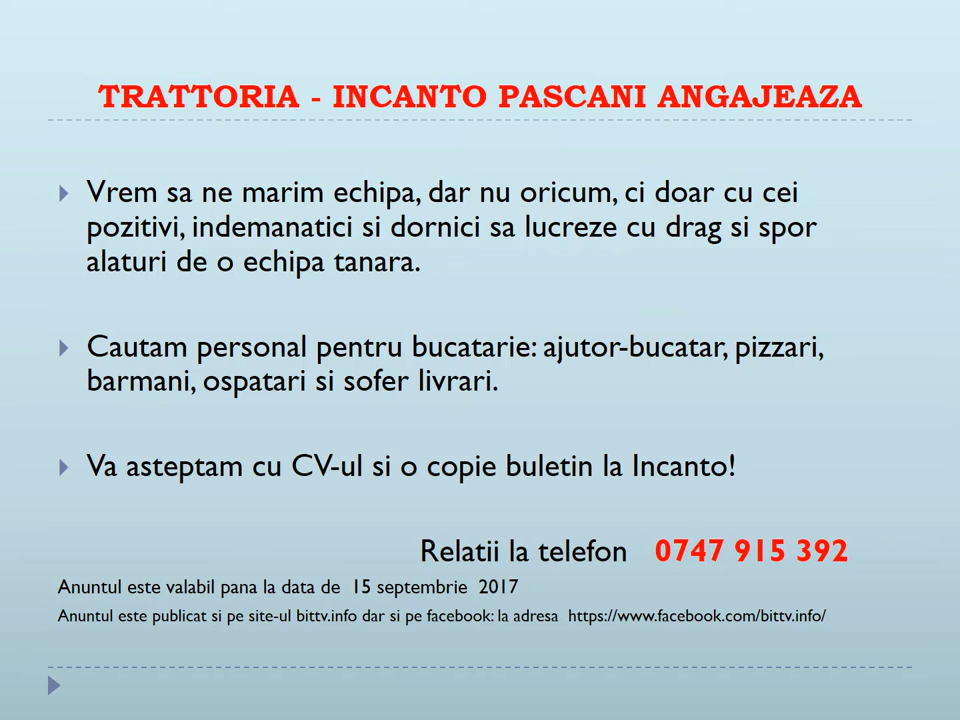 TRATTORIA - INCANTO PASCANI ANGAJEAZA
Vrem sa ne marim echipa, dar nu oricum, ci doar cu cei
pozitivi, indemanatici si dornici sa lucreze cu drag si spor
alaturi de o echipa tanara.
Cautam personal pentru bucatarie: ajutor-bucatar, pizzari,
barmani, ospatari si sofer livrari.
Va asteptam cu CV-ul si o copie buletin la Incanto!
Relatii la telefon 0747 915 392
Anuntul este valabil pana la data de 15 septembrie 2017
Anuntul este publicat si pe site-ul bittv.info dar si pe facebook: la adresa https://www.facebook.com/bittv.info/